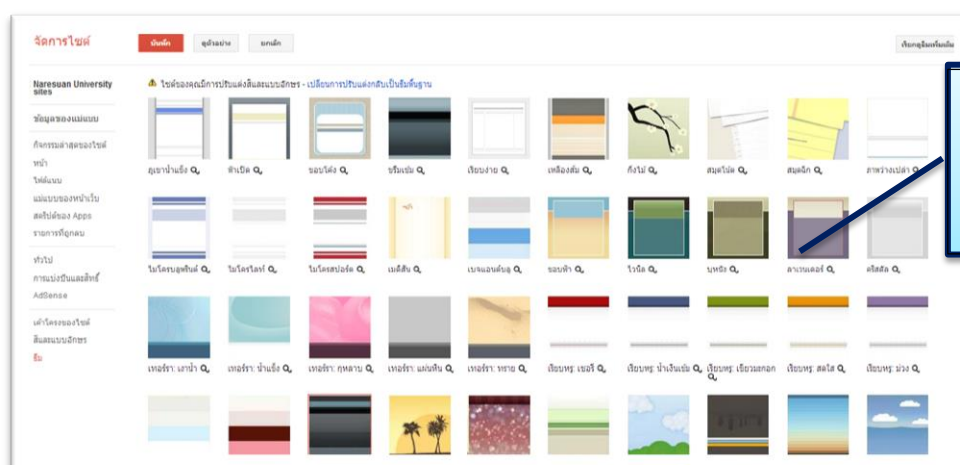 จัดการไซต์
บันทึก ดูตัวอย่าง ยกเลิก
เรียกดูธีมเพิ่มเติม
Naresuan University
sites
ข้อมูลของแม่แบบ
กิจกรรมล่าสุดของไซต์
หน้า
ไฟล์แนบ
แม่แบบของหน้าเว็บ
สคริปต์ของ Apps
รายการที่ถูกลบ
ทั่วไป
การแบ่งปันและสิทธิ์
AdSense
เค้าโครงของไซต์
สีและแบบอักษร
ธีม
ไซต์ของคุณมีการปรับแต่งสีและแบบอักษร - เปลี่ยนการปรับแต่งกลับเป็นธีมพื้นฐาน
ภูเขาน้ำแข็ง ฟ้าเปิด ขอบโค้ง ขรึมเข้ม เรียบง่าย เหลืองส้ม กิ่งไม้ สมุดโน้ต สมุดฉีก ภาพว่างเปล่า
ไมโครบลูพรินต์ ไมโครไลท์ ไมโครสปอร์ต เมลีสัน เบจแอนด์บลู ขอบฟ้า ไวนิล บุหนัง ลาเวนเดอร์ คริสตัล
เทอร์รา: เงาน้ำ เทอร์รา: น้ำแข็ง เทอร์รา: กุหลาบ เทอร์รา: แผ่นหิน เทอร์รา: ทราย เรียบหรู: เชอรี เรียบหรู: น้ำเงินเข้ม เรียบหรู: เขียวมะกอก เรียบหรู: สดใส เรียบหรู: ม่วง